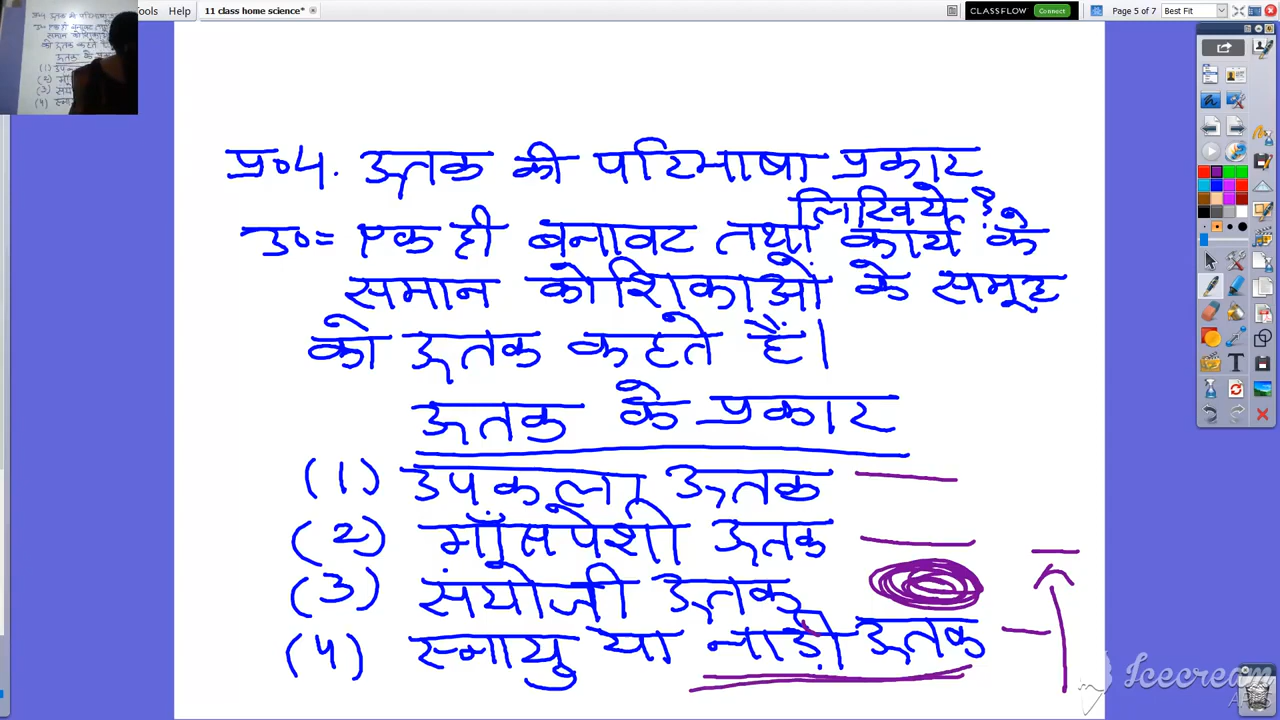 Tools Help 11 class home science* CLASSFLOW Connect Page 5 of 7 Best Fit
प्र०4. ऊतक की परिभाषा प्रकार
लिखिये ?
उ०= एक ही बनावट तथा कार्य के
समान कोशिकाओं के समूह
को ऊतक कहते हैं।
ऊतक के प्रकार
(1) उपकला ऊतक
(2) माँसपेशी ऊतक
(3) संयोजी ऊतक
(4) स्नायु या नाड़ी ऊतक
Icecream
APPS